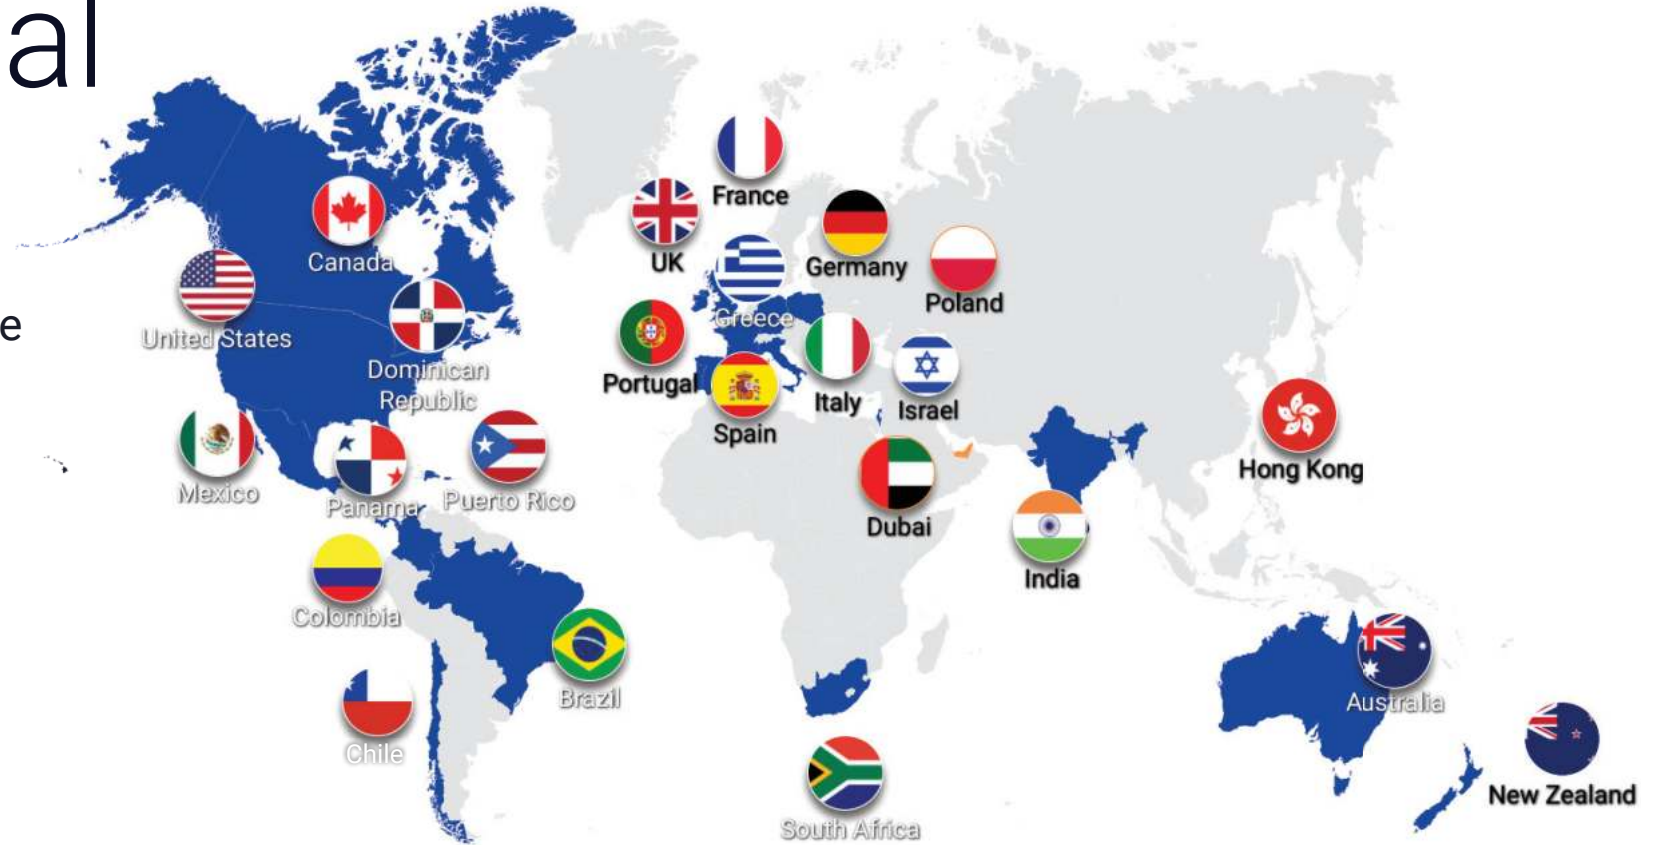 al
e
France
UK
Germany
Canada
Poland
Greece
United States
Dominican
Republic
Portugal
Italy
Israel
Spain
Hong Kong
Mexico
Puerto Rico
Panama
Dubai
India
Colombia
Brazil
Australia
Chile
New Zealand
South Africa